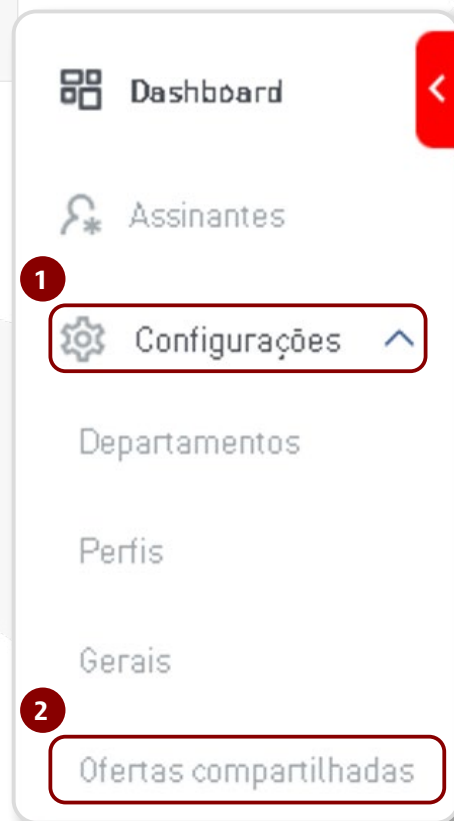 Dashboard
Assinantes
1
Configurações
Departamentos
Perfis
Gerais
2
Ofertas compartilhadas